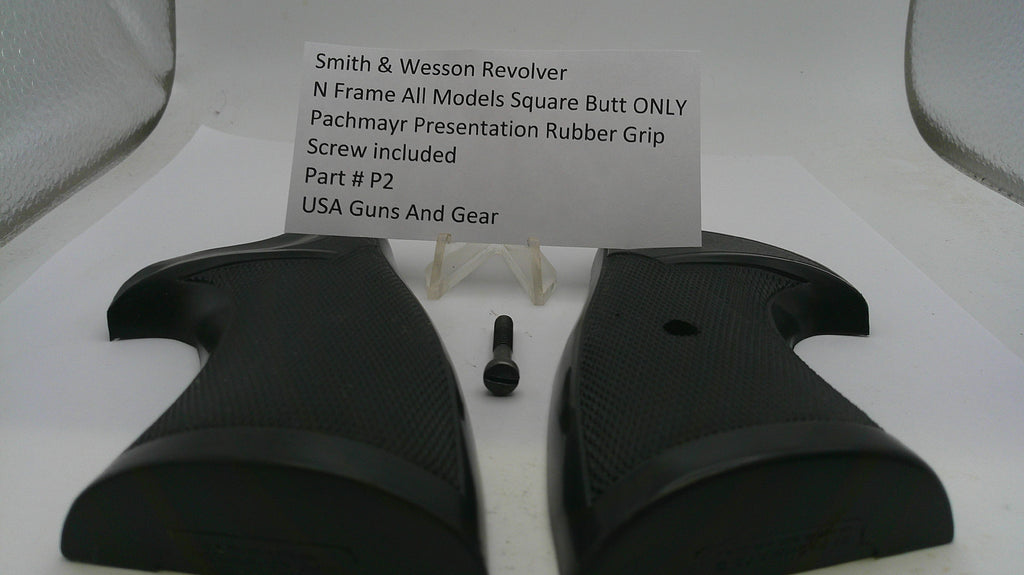 Smith & Wesson Revolver
N Frame All Models Square Butt ONLY
Pachmayr Presentation Rubber Grip
Screw included
Part # P2
USA Guns And Gear